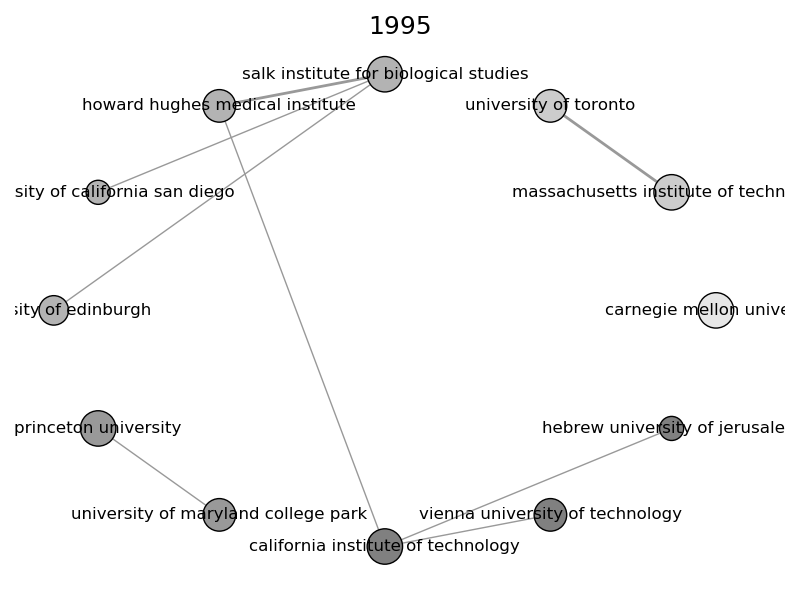 1995
salk institute for biological studies
howard hughes medical institute
university of toronto
sity of california san diego
massachusetts institute of techn
sity of edinburgh
carnegie mellon unive
princeton university
hebrew university of jerusale
university of maryland college park
vienna university of technology
california institute of technology